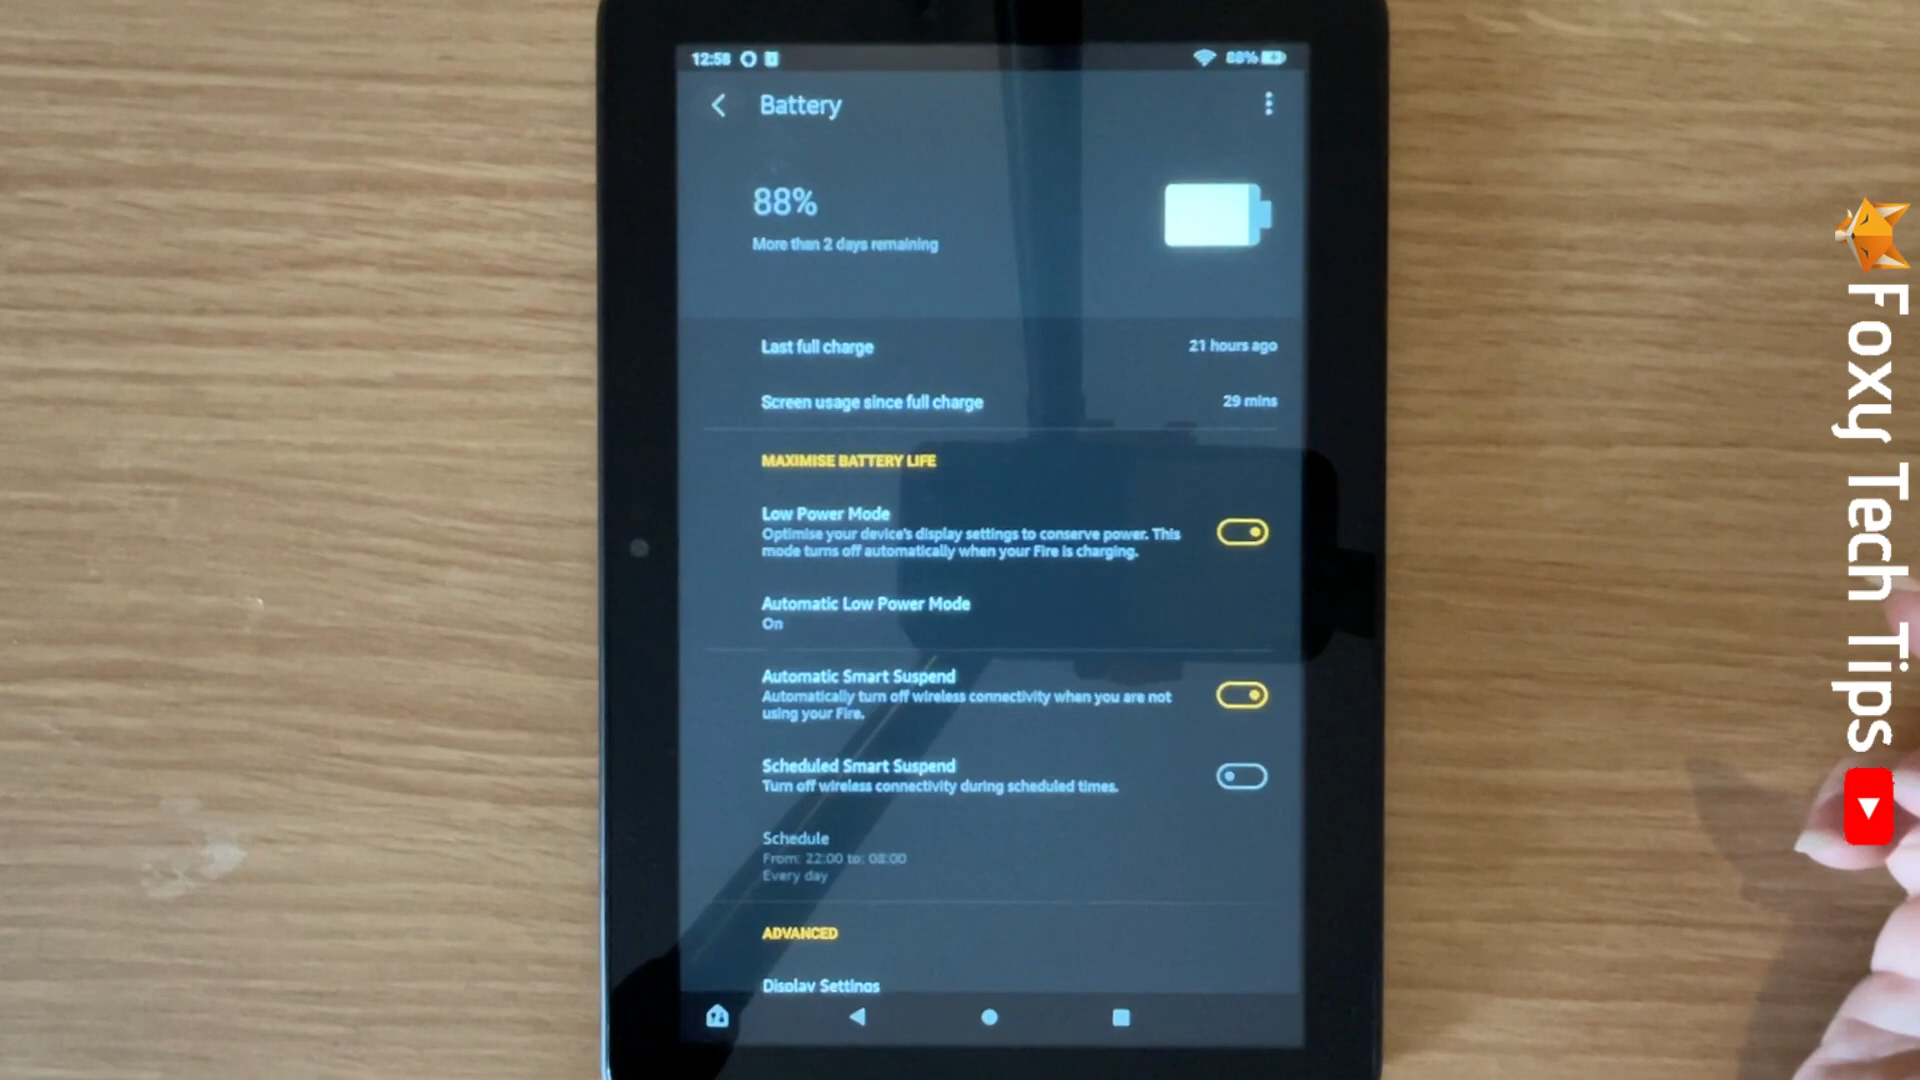 12:58
88%
Battery
88%
More than 2 days remaining
Last full charge
21 hours ago
Screen usage since full charge
29 mins
MAXIMISE BATTERY LIFE
Low Power Mode
Optimise your device's display settings to conserve power. This
mode turns off automatically when your Fire is charging.
Automatic Low Power Mode
On
Automatic Smart Suspend
Automatically turn off wireless connectivity when you are not
using your Fire.
Scheduled Smart Suspend
Turn off wireless connectivity during scheduled times.
Schedule
From: 22:00 to: 08:00
Every day
ADVANCED
Display Settings
Foxy Tech Tips